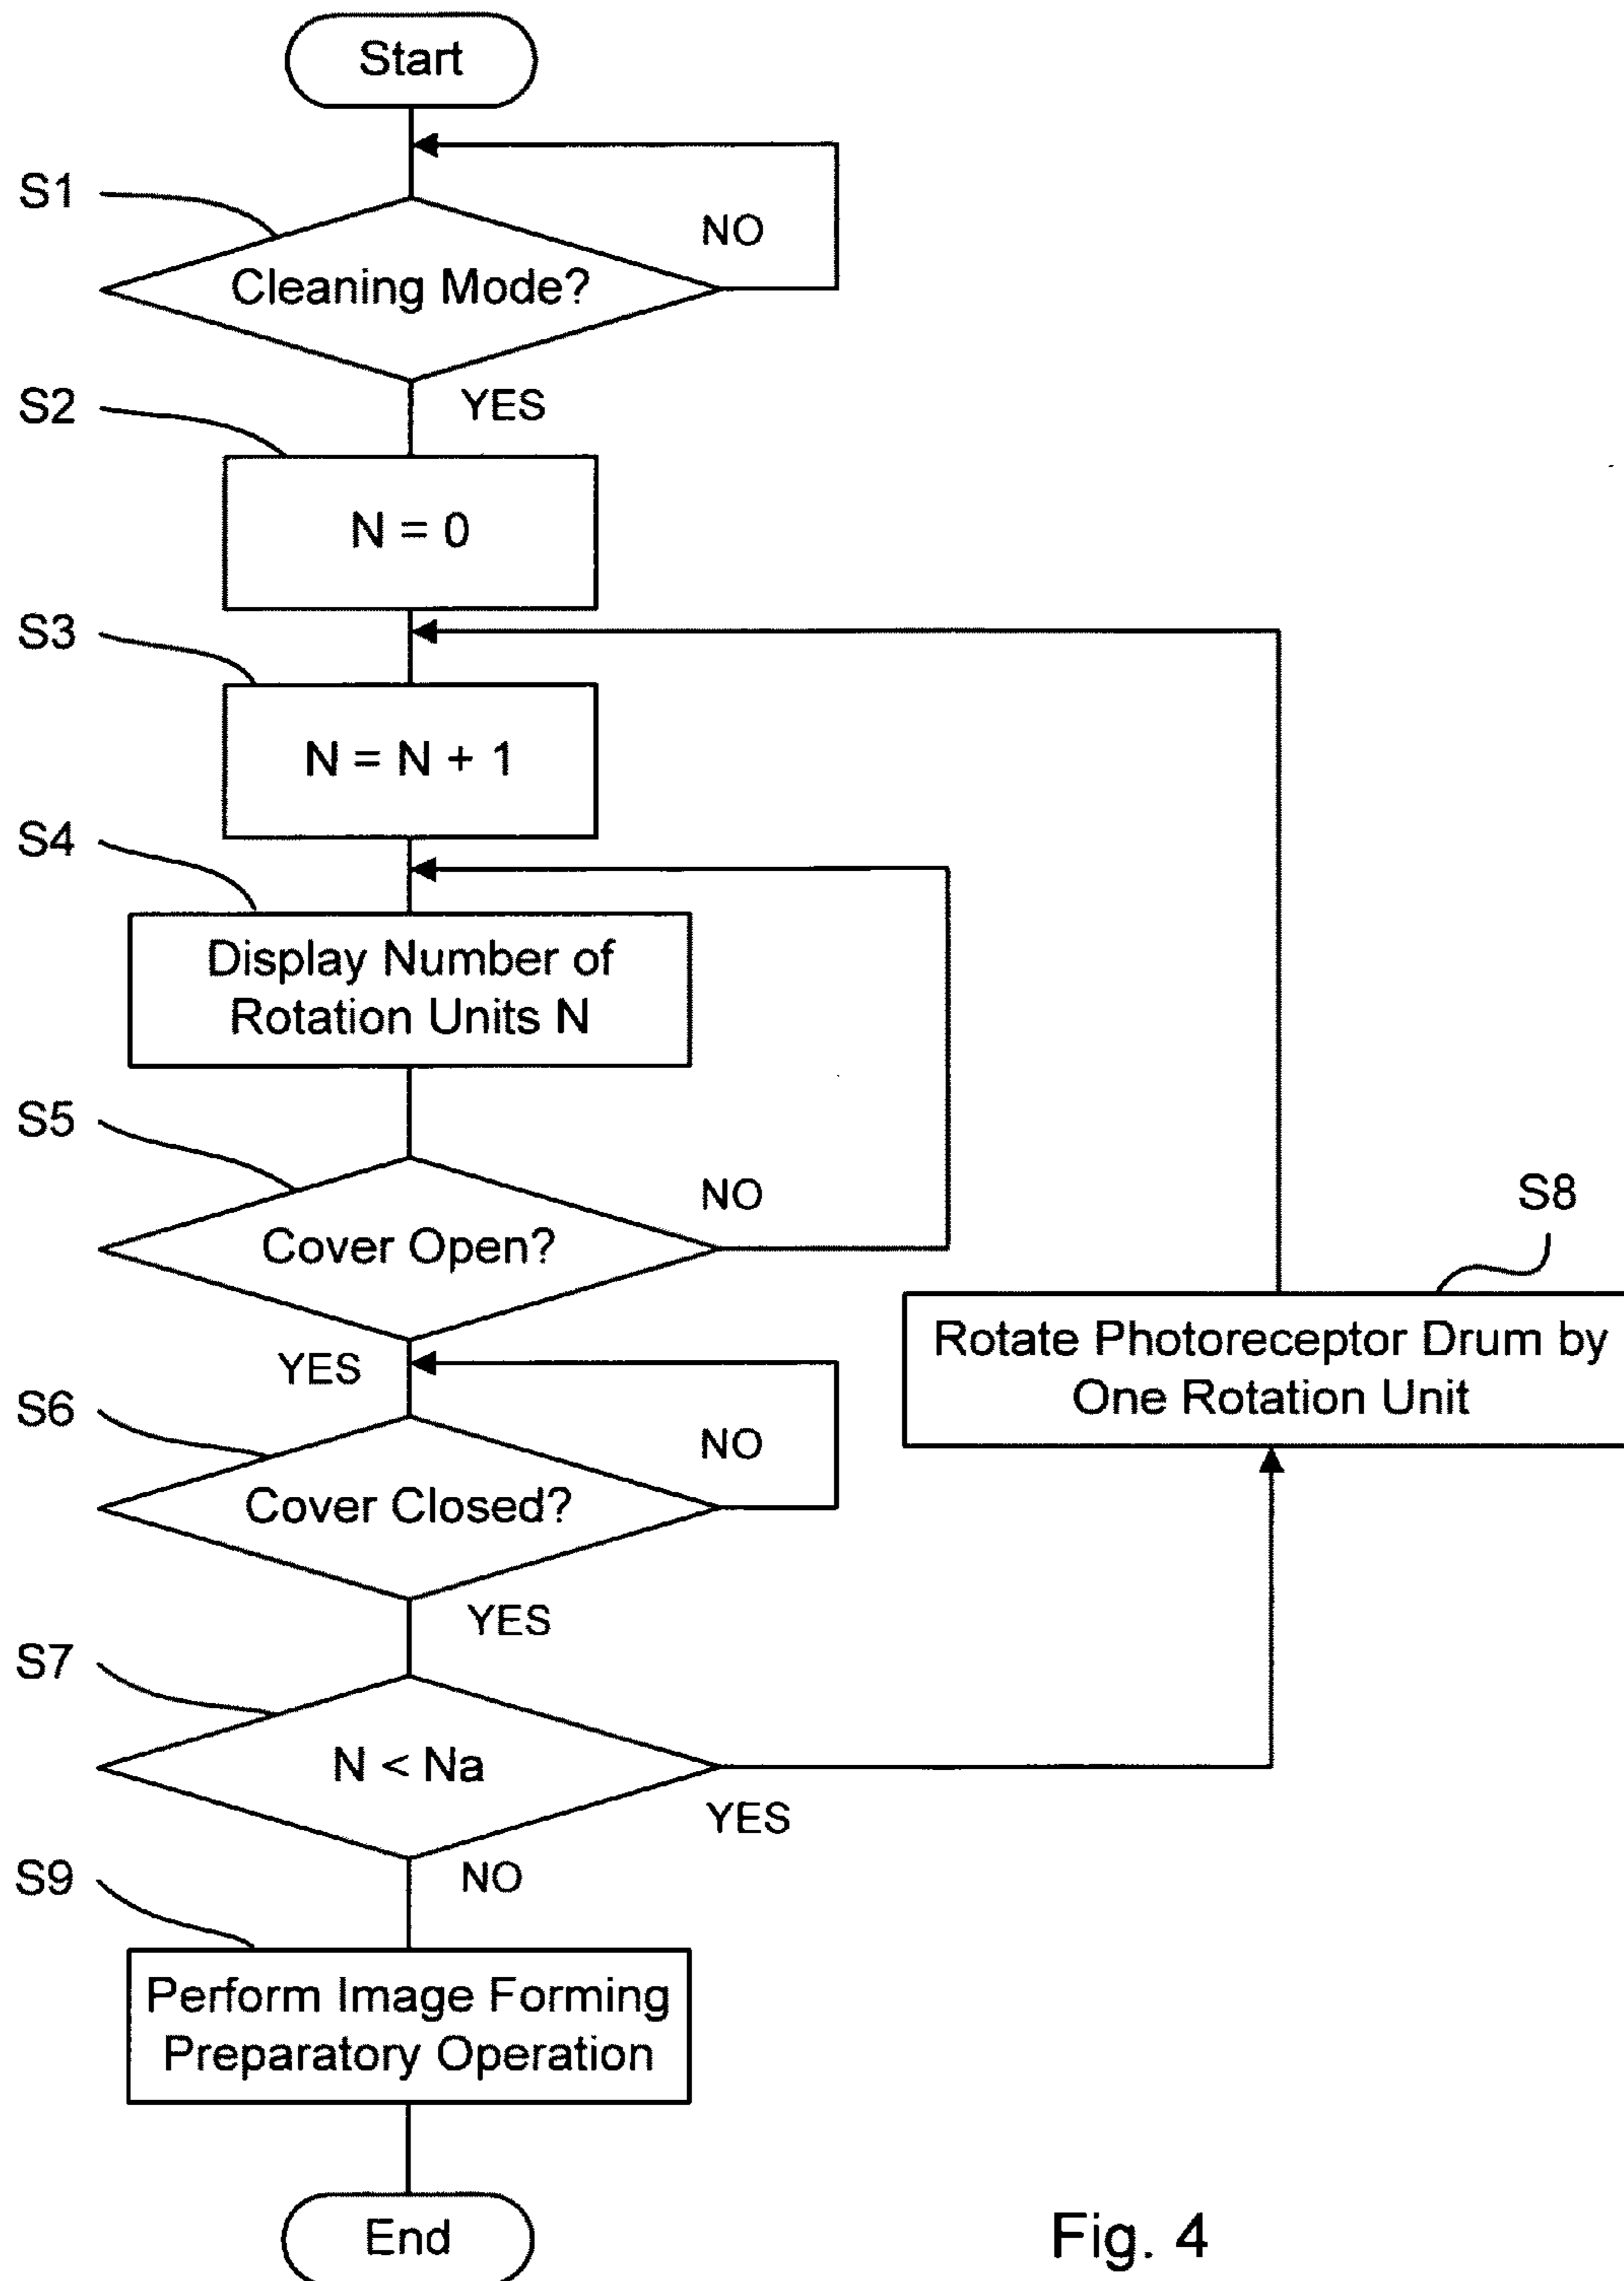 Start
S1
NO
Cleaning Mode?
S2
YES
N = 0
S3
N = N + 1
S4
Display Number of
Rotation Units N
S5
NO
Cover Open?
S8
Rotate Photoreceptor Drum by
One Rotation Unit
YES
S6
NO
Cover Closed?
YES
S7
N < Na
YES
S9
NO
Perform Image Forming
Preparatory Operation
End
Fig. 4